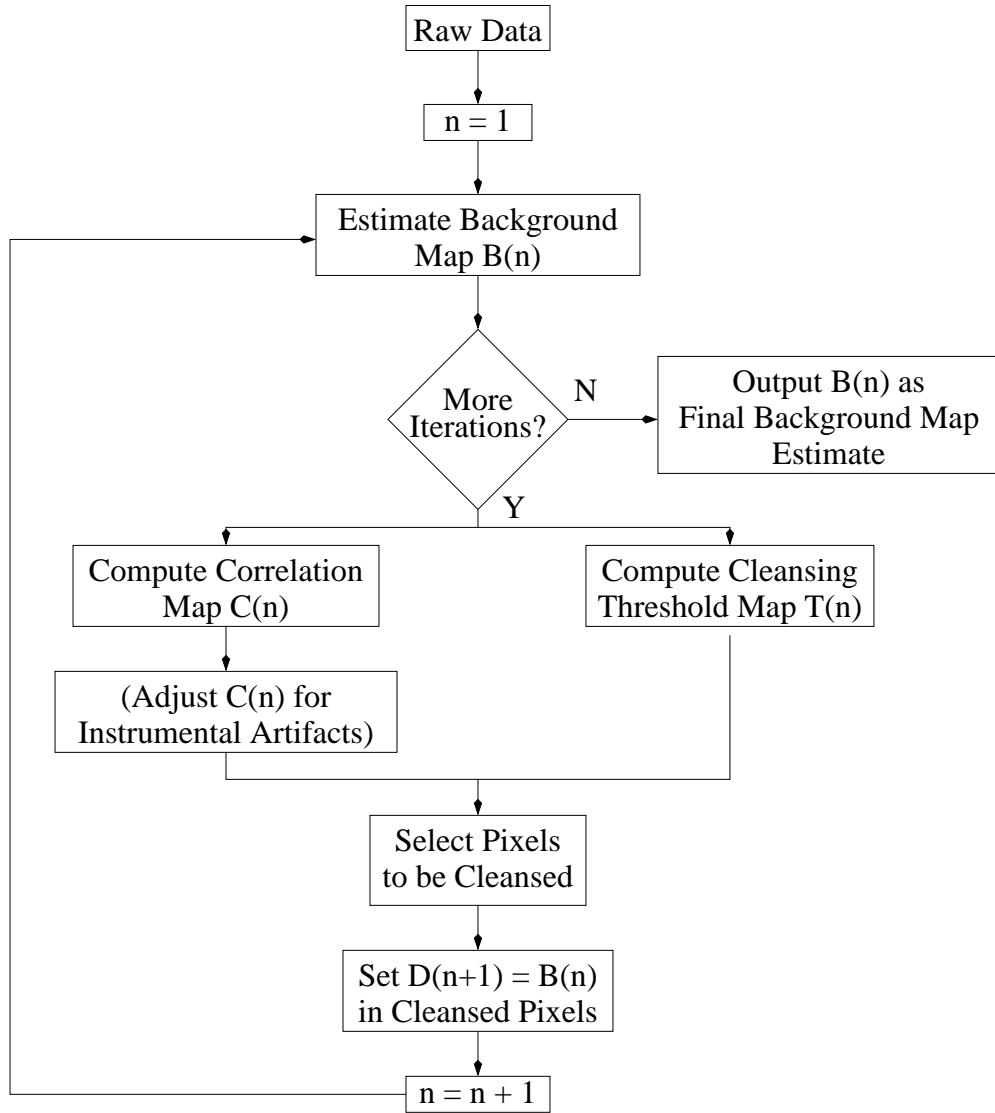 Raw Data
n = 1
Estimate Background
Map B(n)
More
Iterations?
N
Output B(n) as
Final Background Map
Estimate
Y
Compute Correlation
Map C(n)
Compute Cleansing
Threshold Map T(n)
(Adjust C(n) for
Instrumental Artifacts)
Select Pixels
to be Cleansed
Set D(n+1) = B(n)
in Cleansed Pixels
n = n + 1